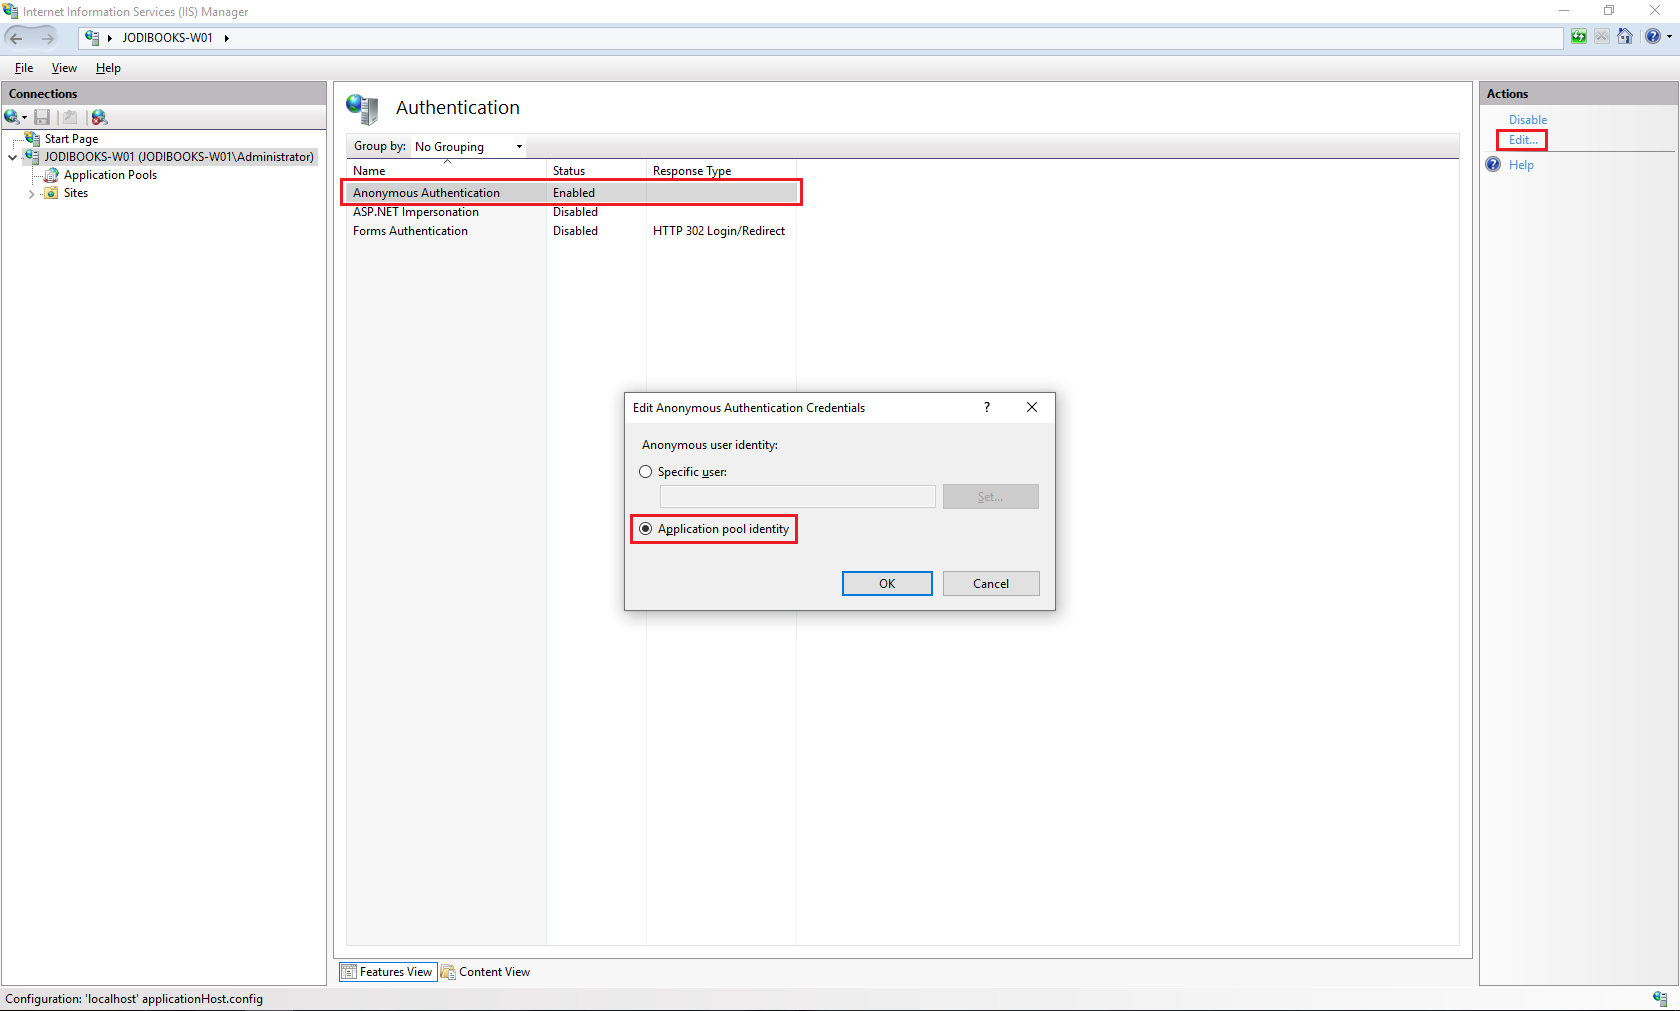 Internet Information Services (IIS) Manager
JODIBOOKS-W01
File View Help
Connections
Start Page
JODIBOOKS-W01 (JODIBOOKS-W01\Administrator)
Application Pools
Sites
Authentication
Group by: No Grouping
Name Status Response Type
Anonymous Authentication Enabled
ASP.NET Impersonation Disabled
Forms Authentication Disabled HTTP 302 Login/Redirect
Edit Anonymous Authentication Credentials ?
Anonymous user identity:
Specific user:
Set...
Application pool identity
OK Cancel
Features View Content View
Actions
Disable
Edit...
Help
Configuration: 'localhost' applicationHost.config